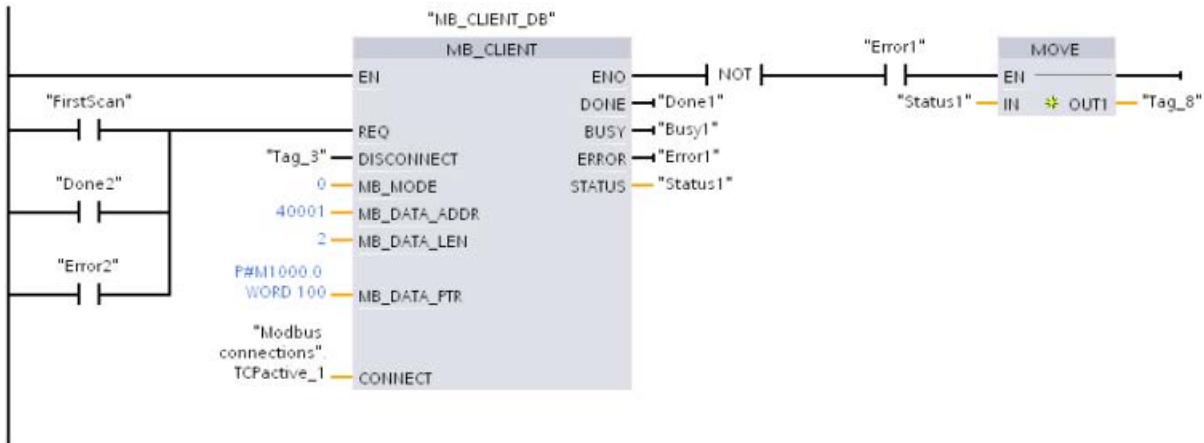 "MB_CLIENT_DB"
MB_CLIENT
"Error1"
MOVE
EN
ENO
NOT
EN
"FirstScan"
DONE
"Done1"
"Status1"
IN
OUT1
"Tag_8"
REQ
BUSY
"Busy1"
"Tag_3"
DISCONNECT
ERROR
"Error1"
"Done2"
0
MB_MODE
STATUS
"Status1"
40001
MB_DATA_ADDR
2
MB_DATA_LEN
"Error2"
P#M1000.0
WORD 100
MB_DATA_PTR
"Modbus
connections".
TCPactive_1
CONNECT